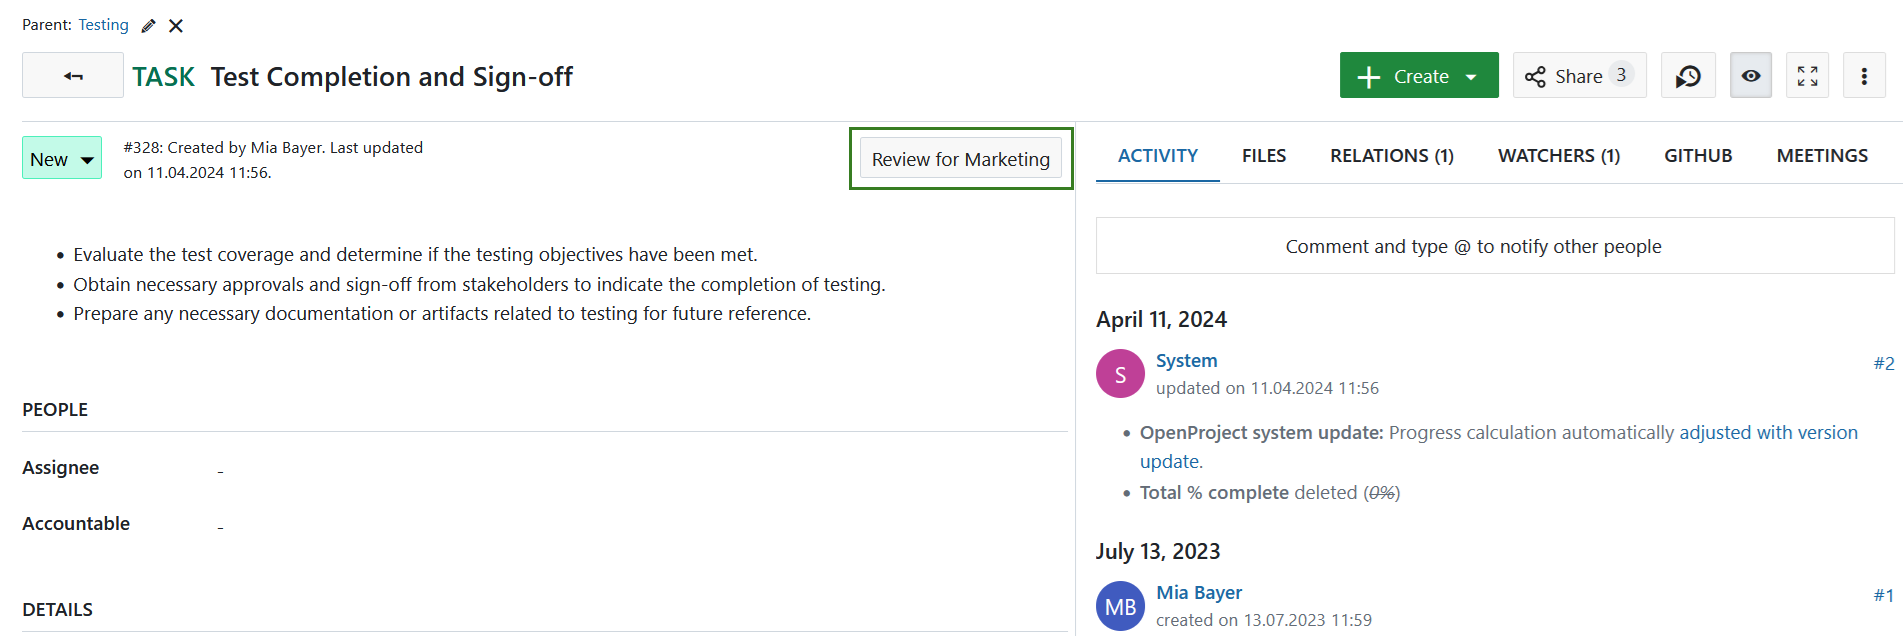 Parent: Testing
TASK Test Completion and Sign-off
Create
Share 3
New
#328: Created by Mia Bayer. Last updated
on 11.04.2024 11:56.
Review for Marketing
• Evaluate the test coverage and determine if the testing objectives have been met.
• Obtain necessary approvals and sign-off from stakeholders to indicate the completion of testing.
• Prepare any necessary documentation or artifacts related to testing for future reference.
PEOPLE
Assignee -
Accountable -
DETAILS
ACTIVITY FILES RELATIONS (1) WATCHERS (1) GITHUB MEETINGS
Comment and type @ to notify other people
April 11, 2024
S
System #2
updated on 11.04.2024 11:56
• OpenProject system update: Progress calculation automatically adjusted with version
update.
• Total % complete deleted (0%)
July 13, 2023
MB
Mia Bayer #1
created on 13.07.2023 11:59